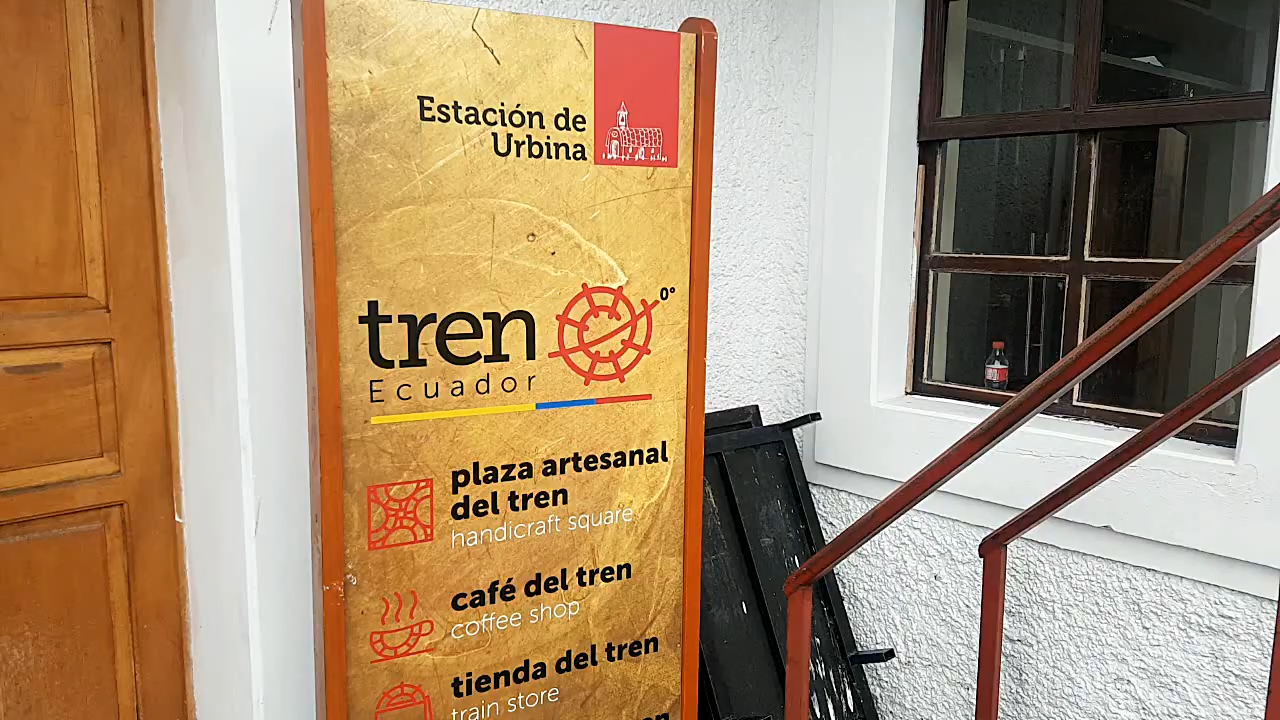 Estación de
Urbina
tren
0°
Ecuador
plaza artesanal
del tren
handicraft square
café del tren
coffee shop
tienda del tren
train store